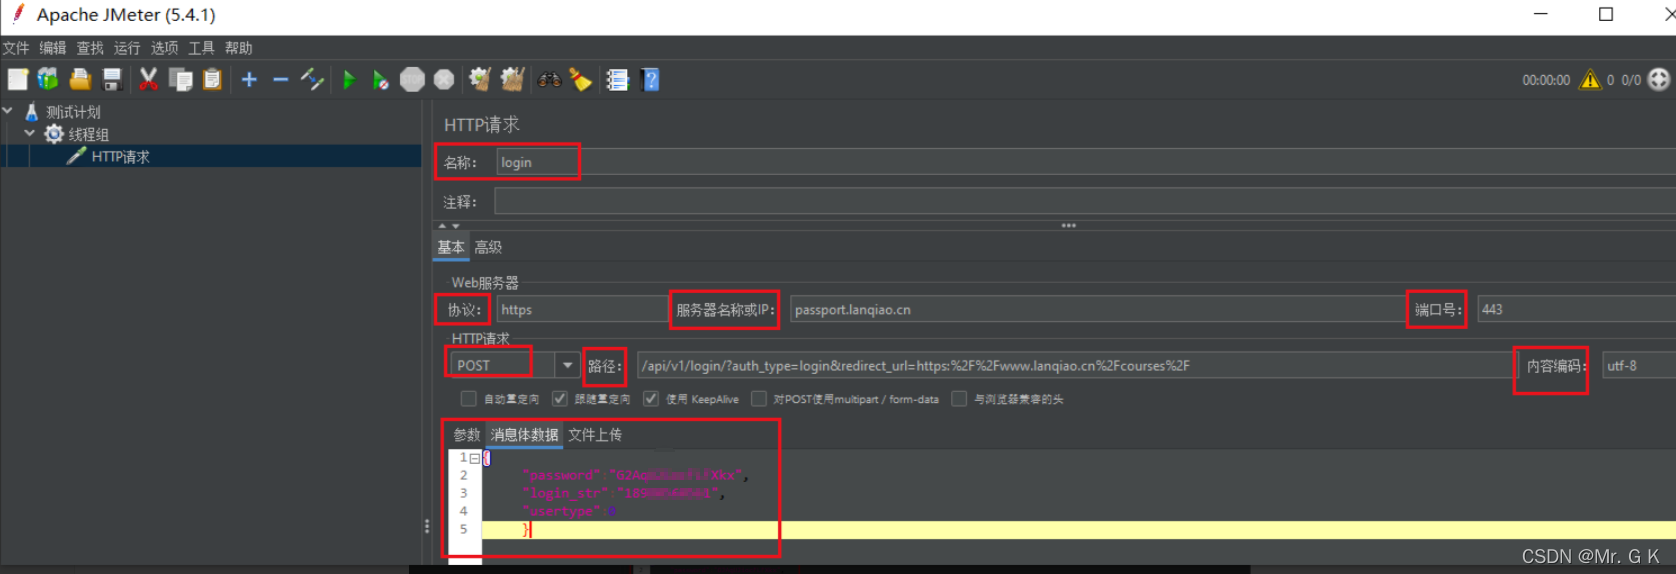 Apache JMeter (5.4.1)
文件 编辑 查找 运行 选项 工具 帮助
00:00:00 0 0/0
测试计划
线程组
HTTP请求
HTTP请求
名称： login
注释：
基本 高级
Web服务器
协议： https 服务器名称或IP： passport.lanqiao.cn 端口号： 443
HTTP请求
POST 路径： /api/v1/login/?auth_type=login&redirect_url=https:%2F%2Fwww.lanqiao.cn%2Fcourses%2F 内容编码： utf-8
自动重定向 跟随重定向 使用 KeepAlive 对POST使用multipart / form-data 与浏览器兼容的头
参数 消息体数据 文件上传
1 {
2 "password":"G2Aq
3 "login_str":"189
4 "usertype":0
5 }
CSDN @Mr. G K